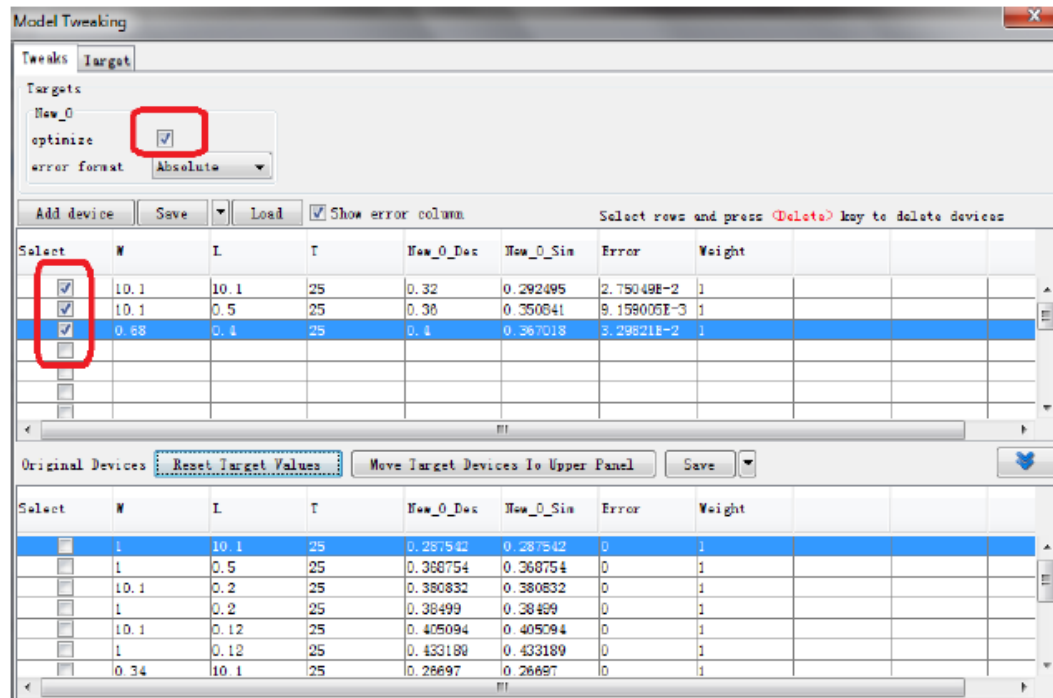 Model Tweaking
Tweaks Target
Targets
New_0
optimize
error format Absolute
Add device Save Load Show error column Select rows and press <Delete> key to delete devices
Select W L T New_0_Des New_0_Sim Error Weight
10.1 10.1 25 0.32 0.292495 2.75049E-2 1
10.1 0.5 25 0.36 0.350841 9.159005E-3 1
0.68 0.4 25 0.4 0.367018 3.29821E-2 1
Original Devices Reset Target Values Move Target Devices To Upper Panel Save
Select W L T New_0_Des New_0_Sim Error Weight
1 10.1 25 0.287542 0.287542 0 1
1 0.5 25 0.368754 0.368754 0 1
10.1 0.2 25 0.380832 0.380832 0 1
1 0.2 25 0.38499 0.38499 0 1
10.1 0.12 25 0.405094 0.405094 0 1
1 0.12 25 0.433189 0.433189 0 1
0.34 10.1 25 0.26697 0.26697 0 1